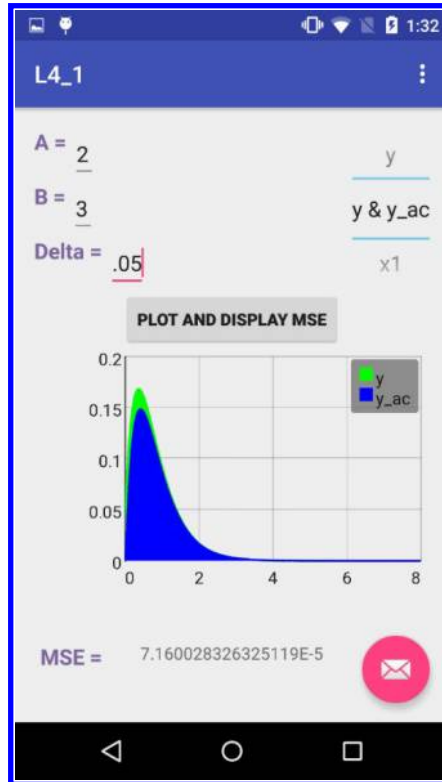 1:32
L4_1
A = 2
y
B = 3
y & y_ac
Delta = .05
x1
PLOT AND DISPLAY MSE
0.2
0.15
0.1
0.05
0
0 2 4 6 8
y
y_ac
MSE = 7.160028326325119E-5